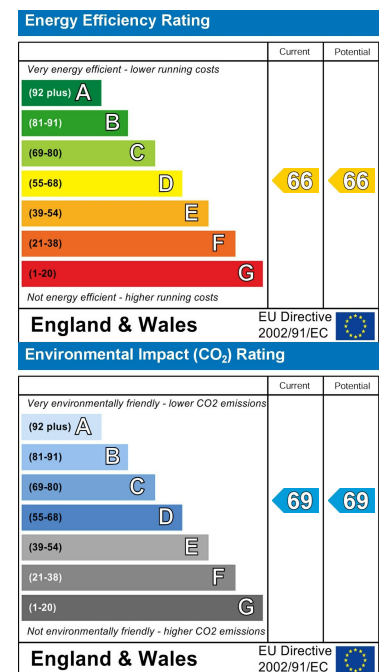 Energy Efficiency Rating
Current Potential
Very energy efficient - lower running costs
(92 plus) A
(81-91) B
(69-80) C
(55-68) D 66 66
(39-54) E
(21-38) F
(1-20) G
Not energy efficient - higher running costs
England & Wales EU Directive 2002/91/EC
Environmental Impact (CO₂) Rating
Current Potential
Very environmentally friendly - lower CO2 emissions
(92 plus) A
(81-91) B
(69-80) C 69 69
(55-68) D
(39-54) E
(21-38) F
(1-20) G
Not environmentally friendly - higher CO2 emissions
England & Wales EU Directive 2002/91/EC